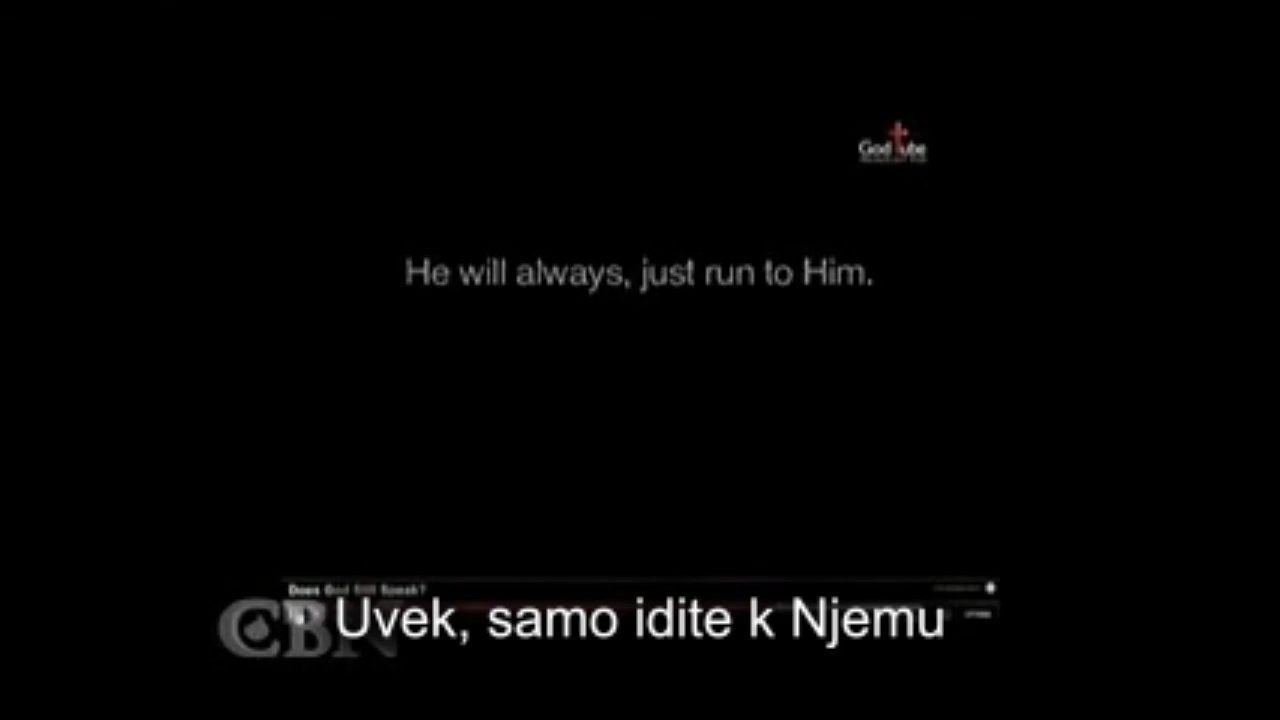 GodTube
He will always, just run to Him.
Does God Still Speak?
CBN
Uvek, samo idite k Njemu